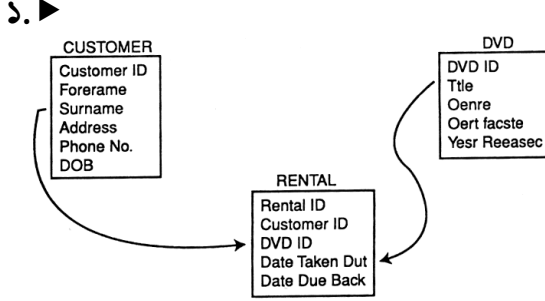 ১. ▶
CUSTOMER
Customer ID
Forerame
Surname
Address
Phone No.
DOB
DVD
DVD ID
Ttle
Oenre
Oert facste
Yesr Reeasec
RENTAL
Rental ID
Customer ID
DVD ID
Date Taken Dut
Date Due Back